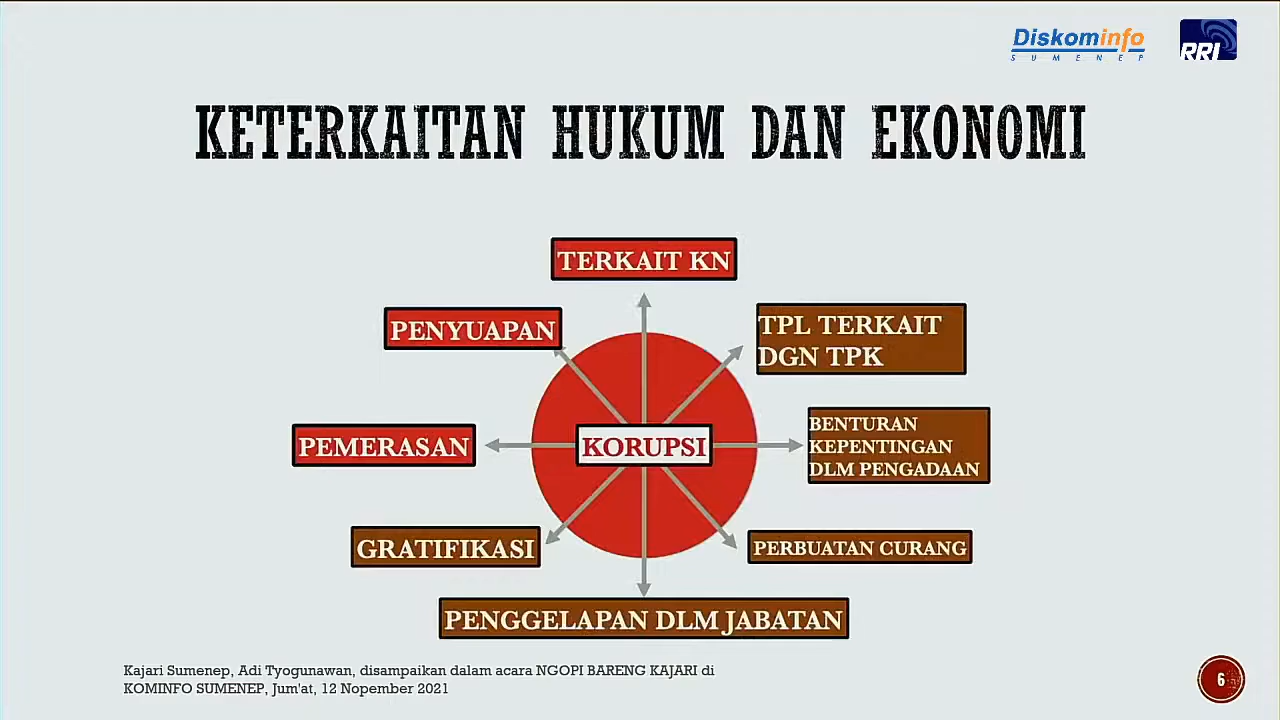 Diskominfo
SUMENEP
RRI
KETERKAITAN HUKUM DAN EKONOMI
TERKAIT KN
PENYUAPAN
TPL TERKAIT
DGN TPK
PEMERASAN
KORUPSI
BENTURAN
KEPENTINGAN
DLM PENGADAAN
GRATIFIKASI
PERBUATAN CURANG
PENGGELAPAN DLM JABATAN
Kajari Sumenep, Adi Tyogunawan, disampaikan dalam acara NGOPI BARENG KAJARI di
KOMINFO SUMENEP, Jum'at, 12 Nopember 2021
6